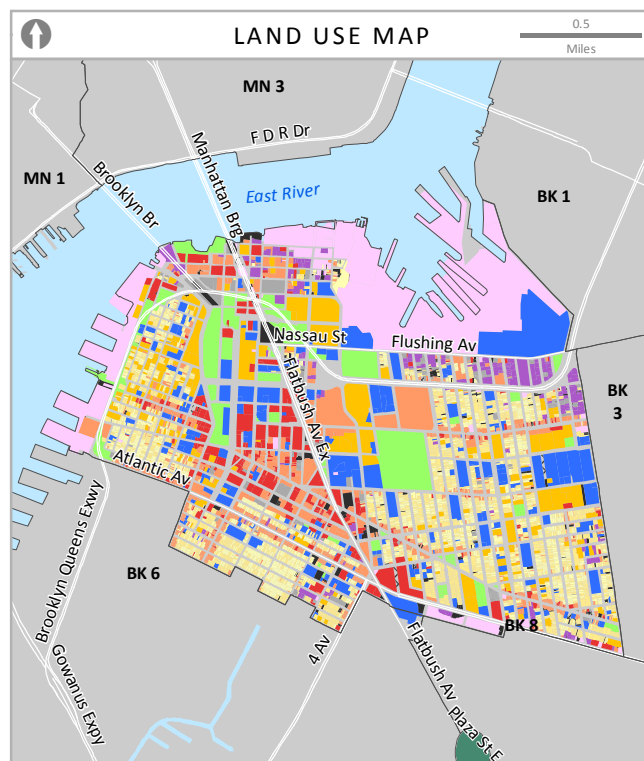 LAND USE MAP
0.5
Miles
MN 3
F D R Dr
Manhattan Brg
MN 1
Brooklyn Br
East River
BK 1
Nassau St
Flushing Av
BK
3
Flatbush Av Ex
Atlantic Av
Brooklyn Queens Exwy
BK 6
BK 8
4 Av
Flatbush Av
Gowanus Expy
Plaza St E